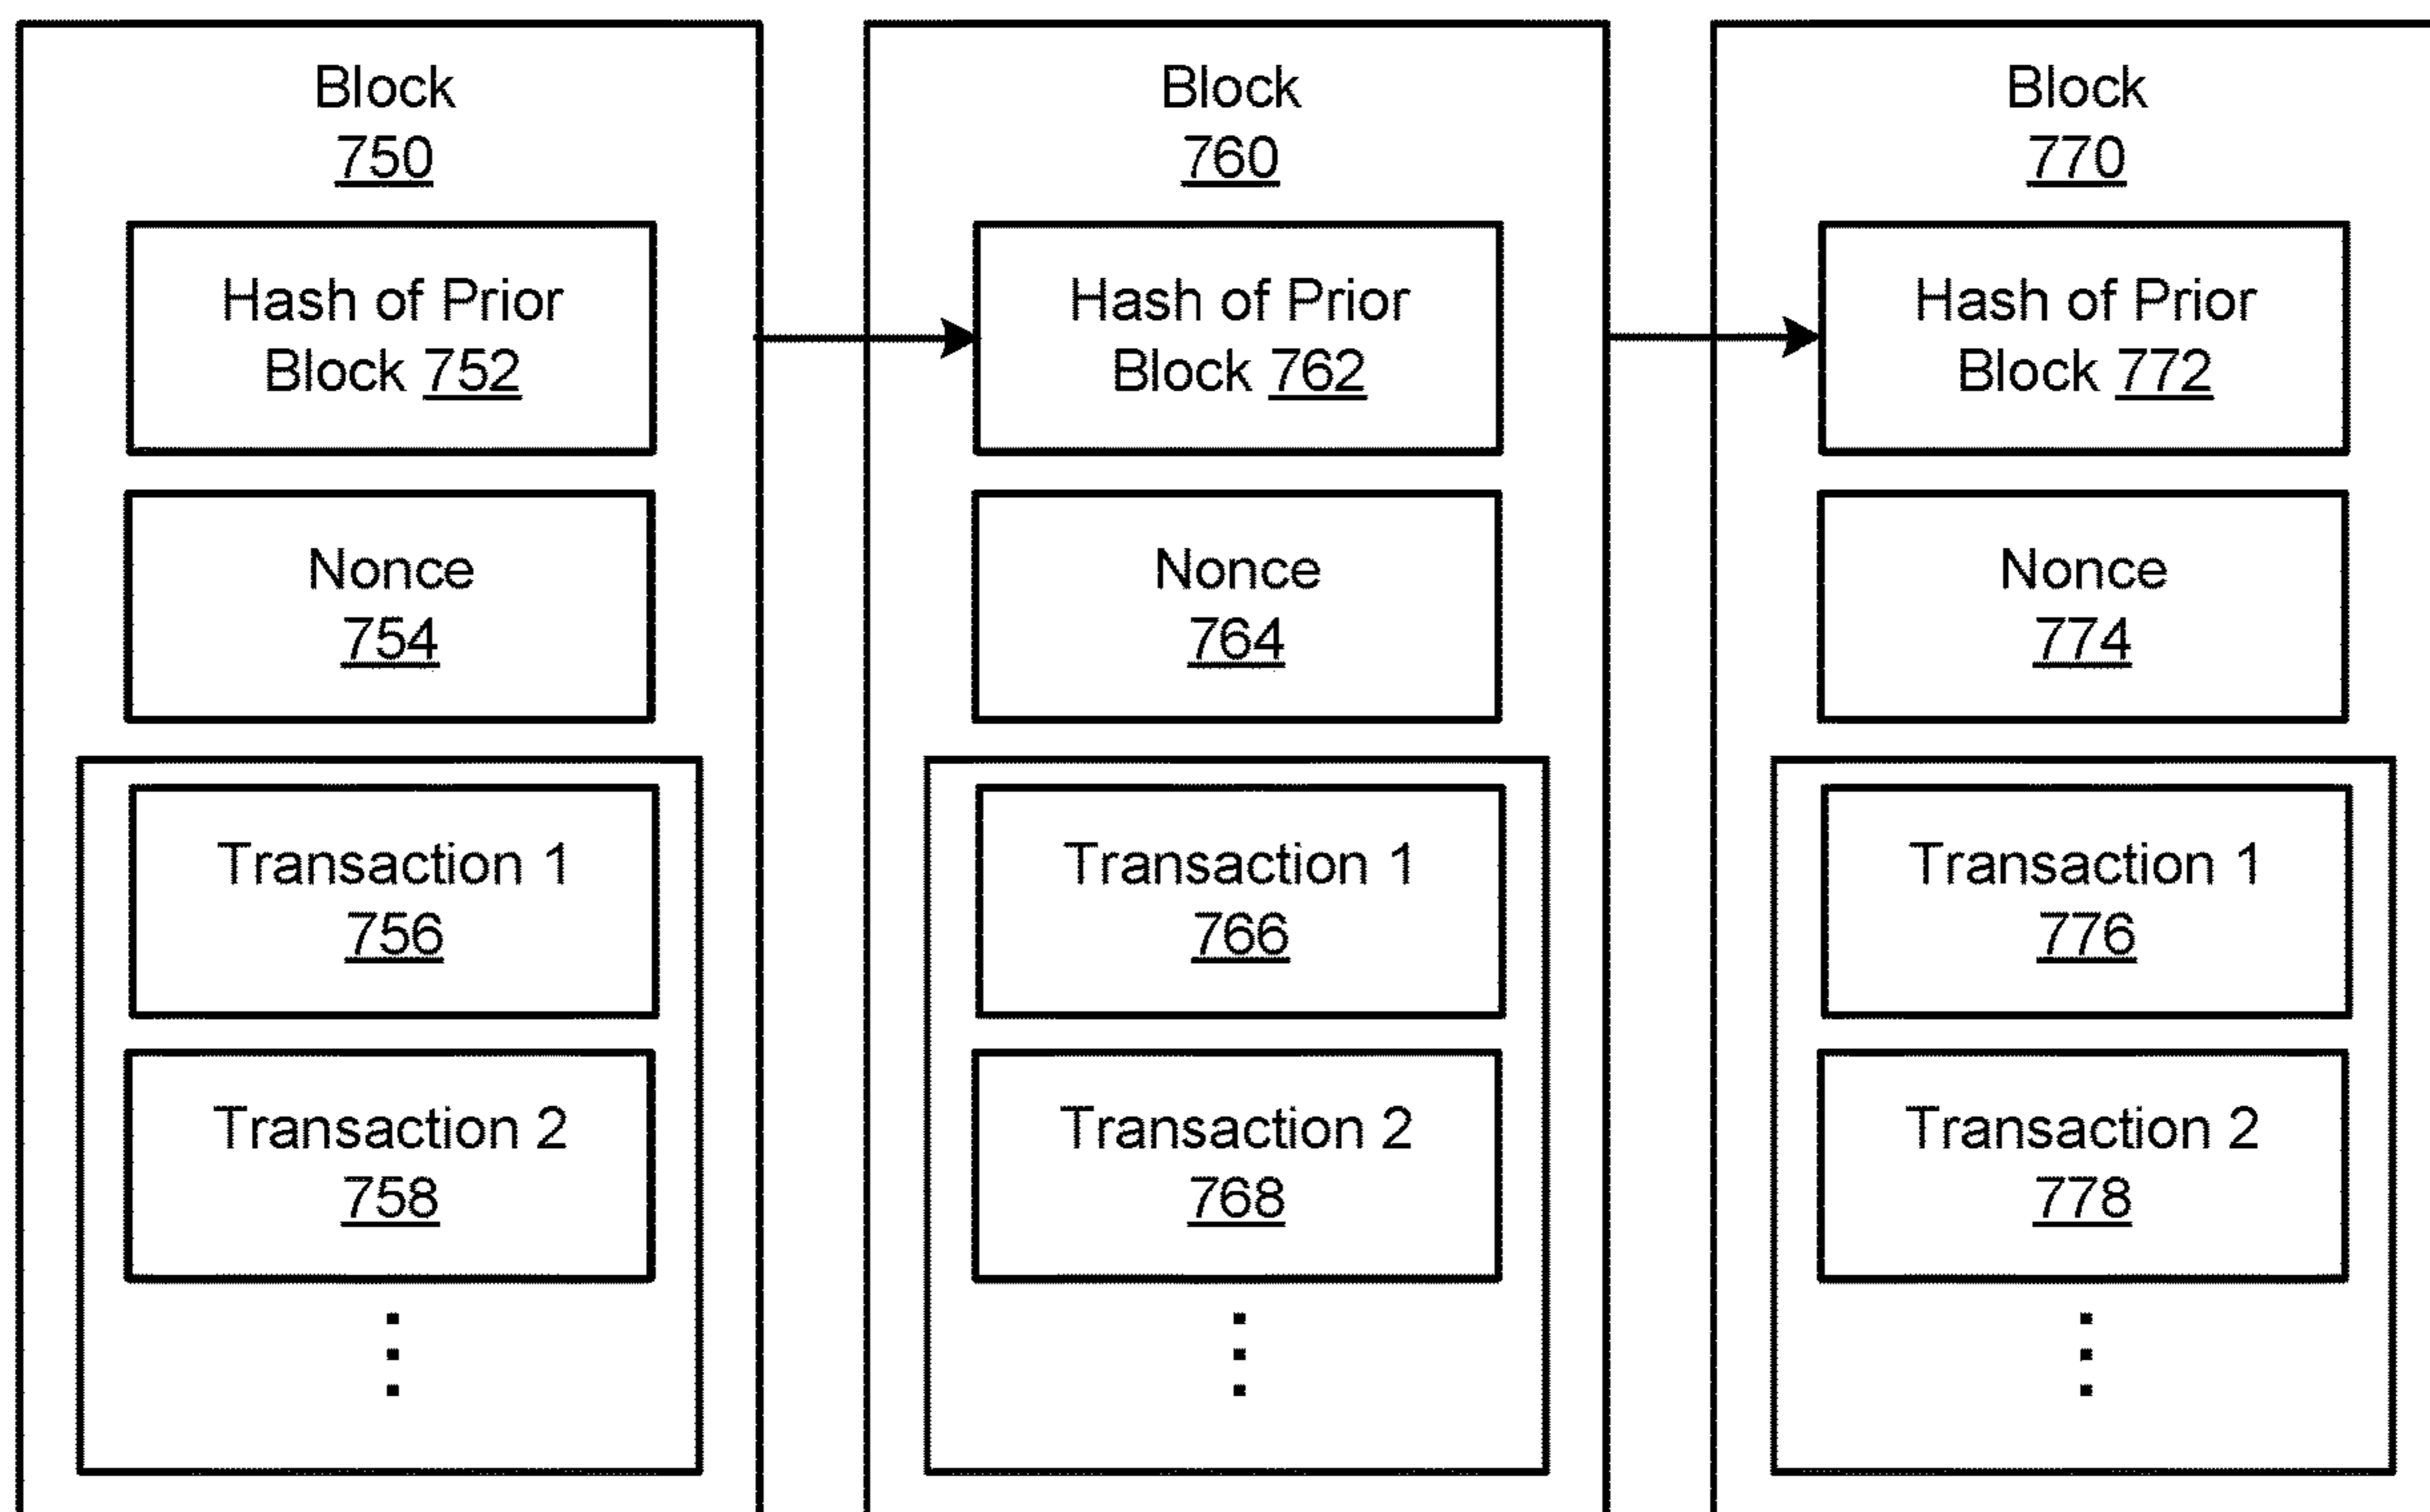 Block
750
Hash of Prior
Block 752
Nonce
754
Transaction 1
756
Transaction 2
758
Block
760
Hash of Prior
Block 762
Nonce
764
Transaction 1
766
Transaction 2
768
Block
770
Hash of Prior
Block 772
Nonce
774
Transaction 1
776
Transaction 2
778